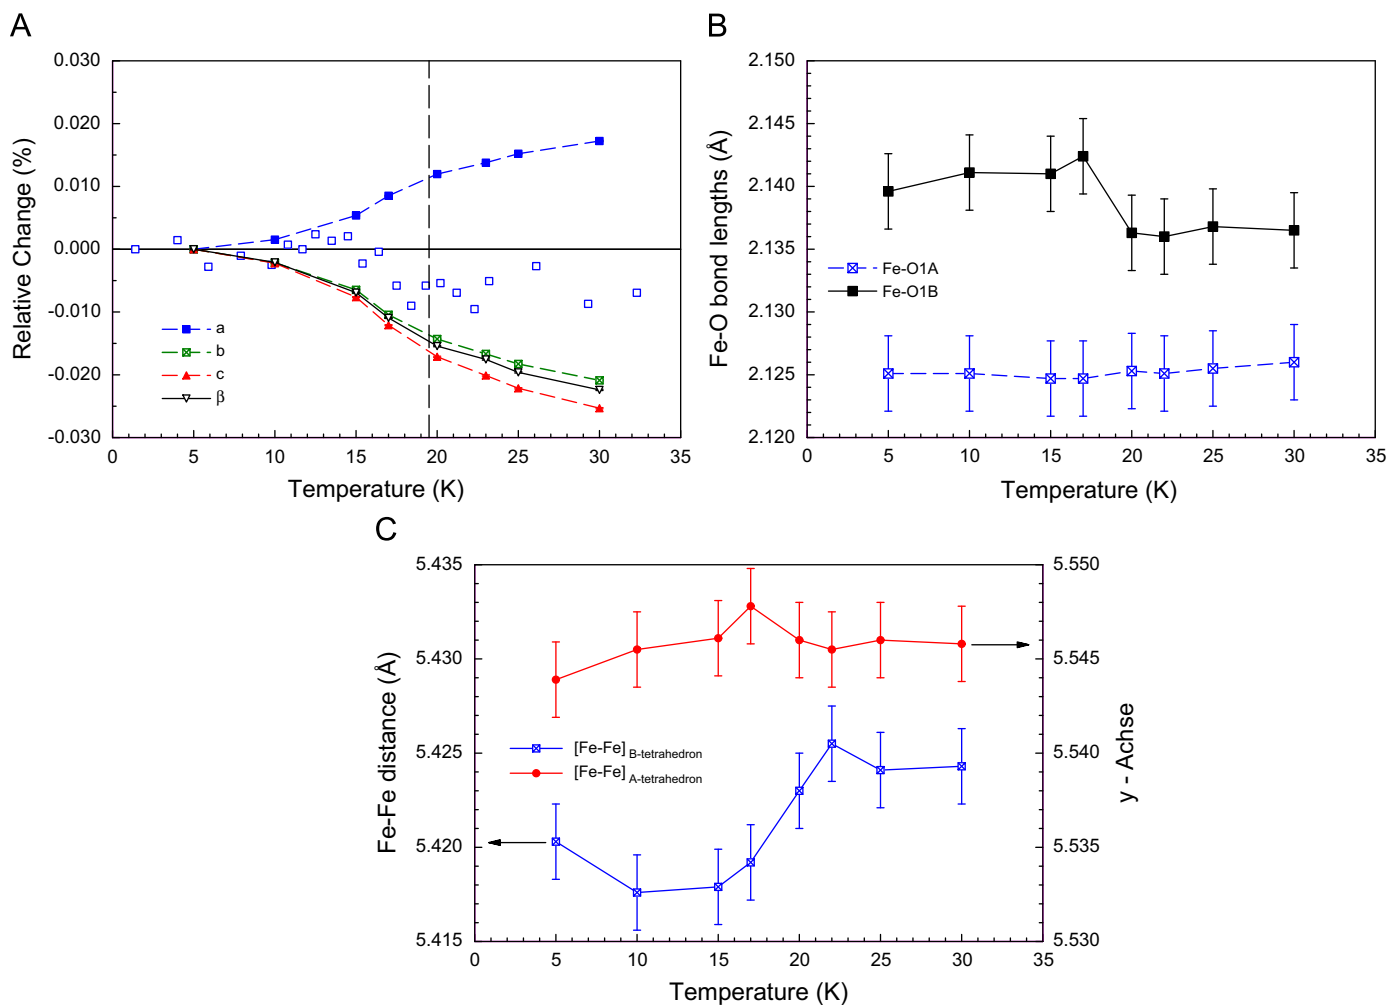 A
Relative Change (%)
0.030
0.020
0.010
0.000
-0.010
-0.020
-0.030
a
b
c
β
0 5 10 15 20 25 30 35
Temperature (K)
B
Fe-O bond lengths (Å)
2.150
2.145
2.140
2.135
2.130
2.125
2.120
Fe-O1A
Fe-O1B
0 5 10 15 20 25 30 35
Temperature (K)
C
Fe-Fe distance (Å)
5.435
5.430
5.425
5.420
5.415
[Fe-Fe] B-tetrahedron
[Fe-Fe] A-tetrahedron
5.550
5.545
5.540
5.535
5.530
y - Achse
0 5 10 15 20 25 30 35
Temperature (K)